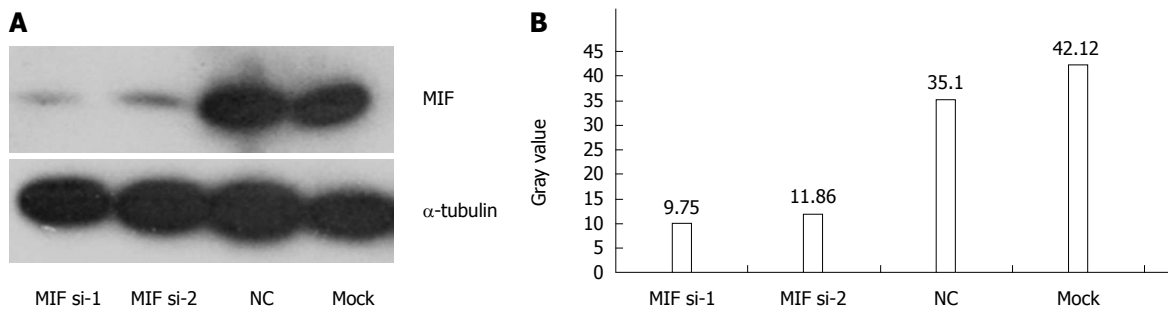 A
MIF
α-tubulin
MIF si-1 MIF si-2 NC Mock
B
Gray value
45
40
35
30
25
20
15
10
5
0
9.75
11.86
35.1
42.12
MIF si-1 MIF si-2 NC Mock